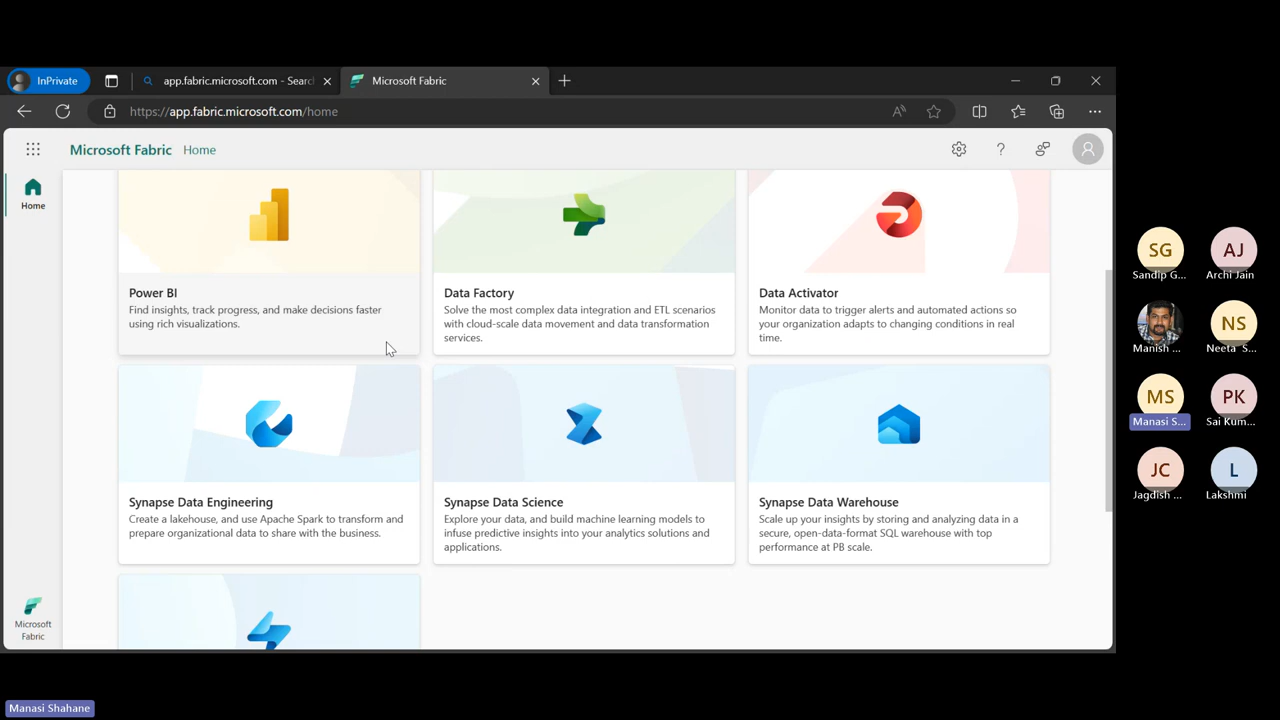 InPrivate
app.fabric.microsoft.com - Searc
Microsoft Fabric
https://app.fabric.microsoft.com/home
Microsoft Fabric Home
Home
Power BI
Find insights, track progress, and make decisions faster
using rich visualizations.
Data Factory
Solve the most complex data integration and ETL scenarios
with cloud-scale data movement and data transformation
services.
Data Activator
Monitor data to trigger alerts and automated actions so
your organization adapts to changing conditions in real
time.
Synapse Data Engineering
Create a lakehouse, and use Apache Spark to transform and
prepare organizational data to share with the business.
Synapse Data Science
Explore your data, and build machine learning models to
infuse predictive insights into your analytics solutions and
applications.
Synapse Data Warehouse
Scale up your insights by storing and analyzing data in a
secure, open-data-format SQL warehouse with top
performance at PB scale.
Microsoft
Fabric
SG
Sandip G...
AJ
Archi Jain
Manish ...
NS
Neeta S...
MS
Manasi S...
PK
Sai Kum...
JC
Jagdish ...
L
Lakshmi
Manasi Shahane